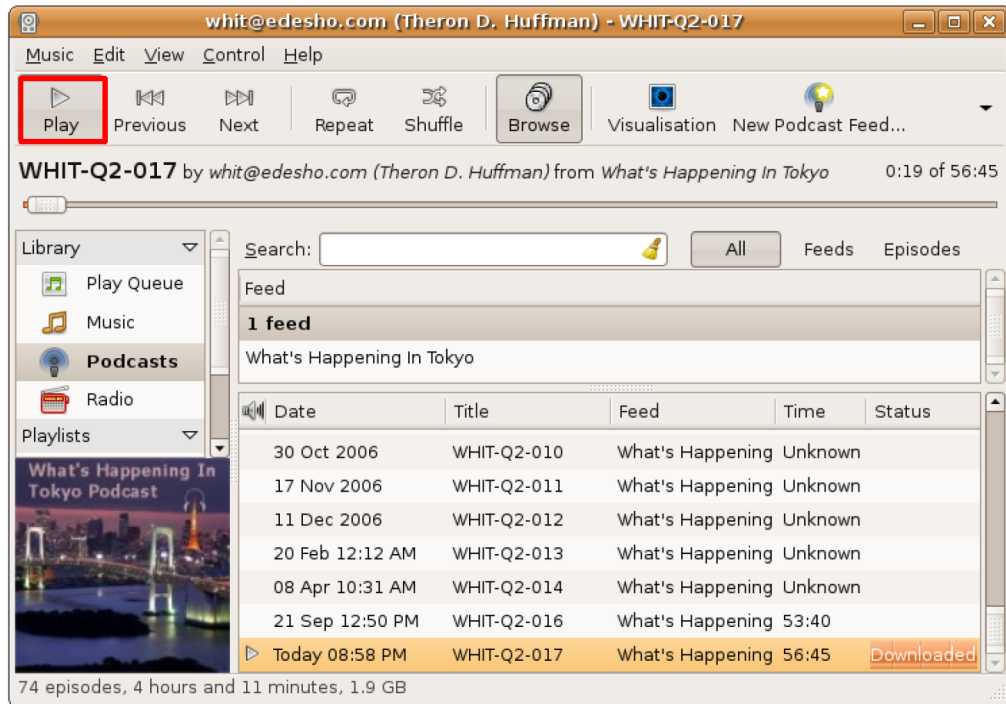 whit@edesho.com (Theron D. Huffman) - WHIT-Q2-017
Music Edit View Control Help
Play Previous Next Repeat Shuffle Browse Visualisation New Podcast Feed...
WHIT-Q2-017 by whit@edesho.com (Theron D. Huffman) from What's Happening In Tokyo 0:19 of 56:45
Library
Play Queue
Music
Podcasts
Radio
Playlists
What's Happening In
Tokyo Podcast
Search: All Feeds Episodes
Feed
1 feed
What's Happening In Tokyo
Date Title Feed Time Status
30 Oct 2006 WHIT-Q2-010 What's Happening Unknown
17 Nov 2006 WHIT-Q2-011 What's Happening Unknown
11 Dec 2006 WHIT-Q2-012 What's Happening Unknown
20 Feb 12:12 AM WHIT-Q2-013 What's Happening Unknown
08 Apr 10:31 AM WHIT-Q2-014 What's Happening Unknown
21 Sep 12:50 PM WHIT-Q2-016 What's Happening 53:40
Today 08:58 PM WHIT-Q2-017 What's Happening 56:45 Downloaded
74 episodes, 4 hours and 11 minutes, 1.9 GB